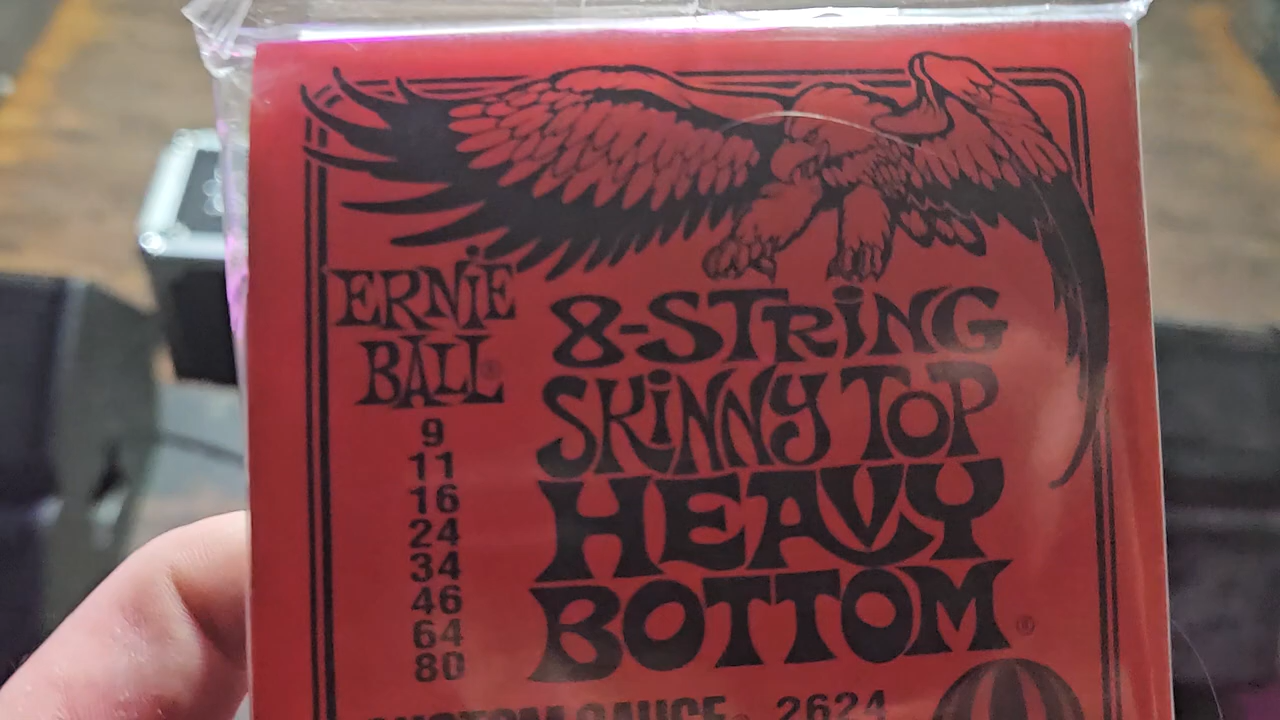 ERNiE
BALL®
9
11
16
24
34
46
64
80
8-STRiNG
SKiNNY TOP
HEAVY
BOTTOM®
2624